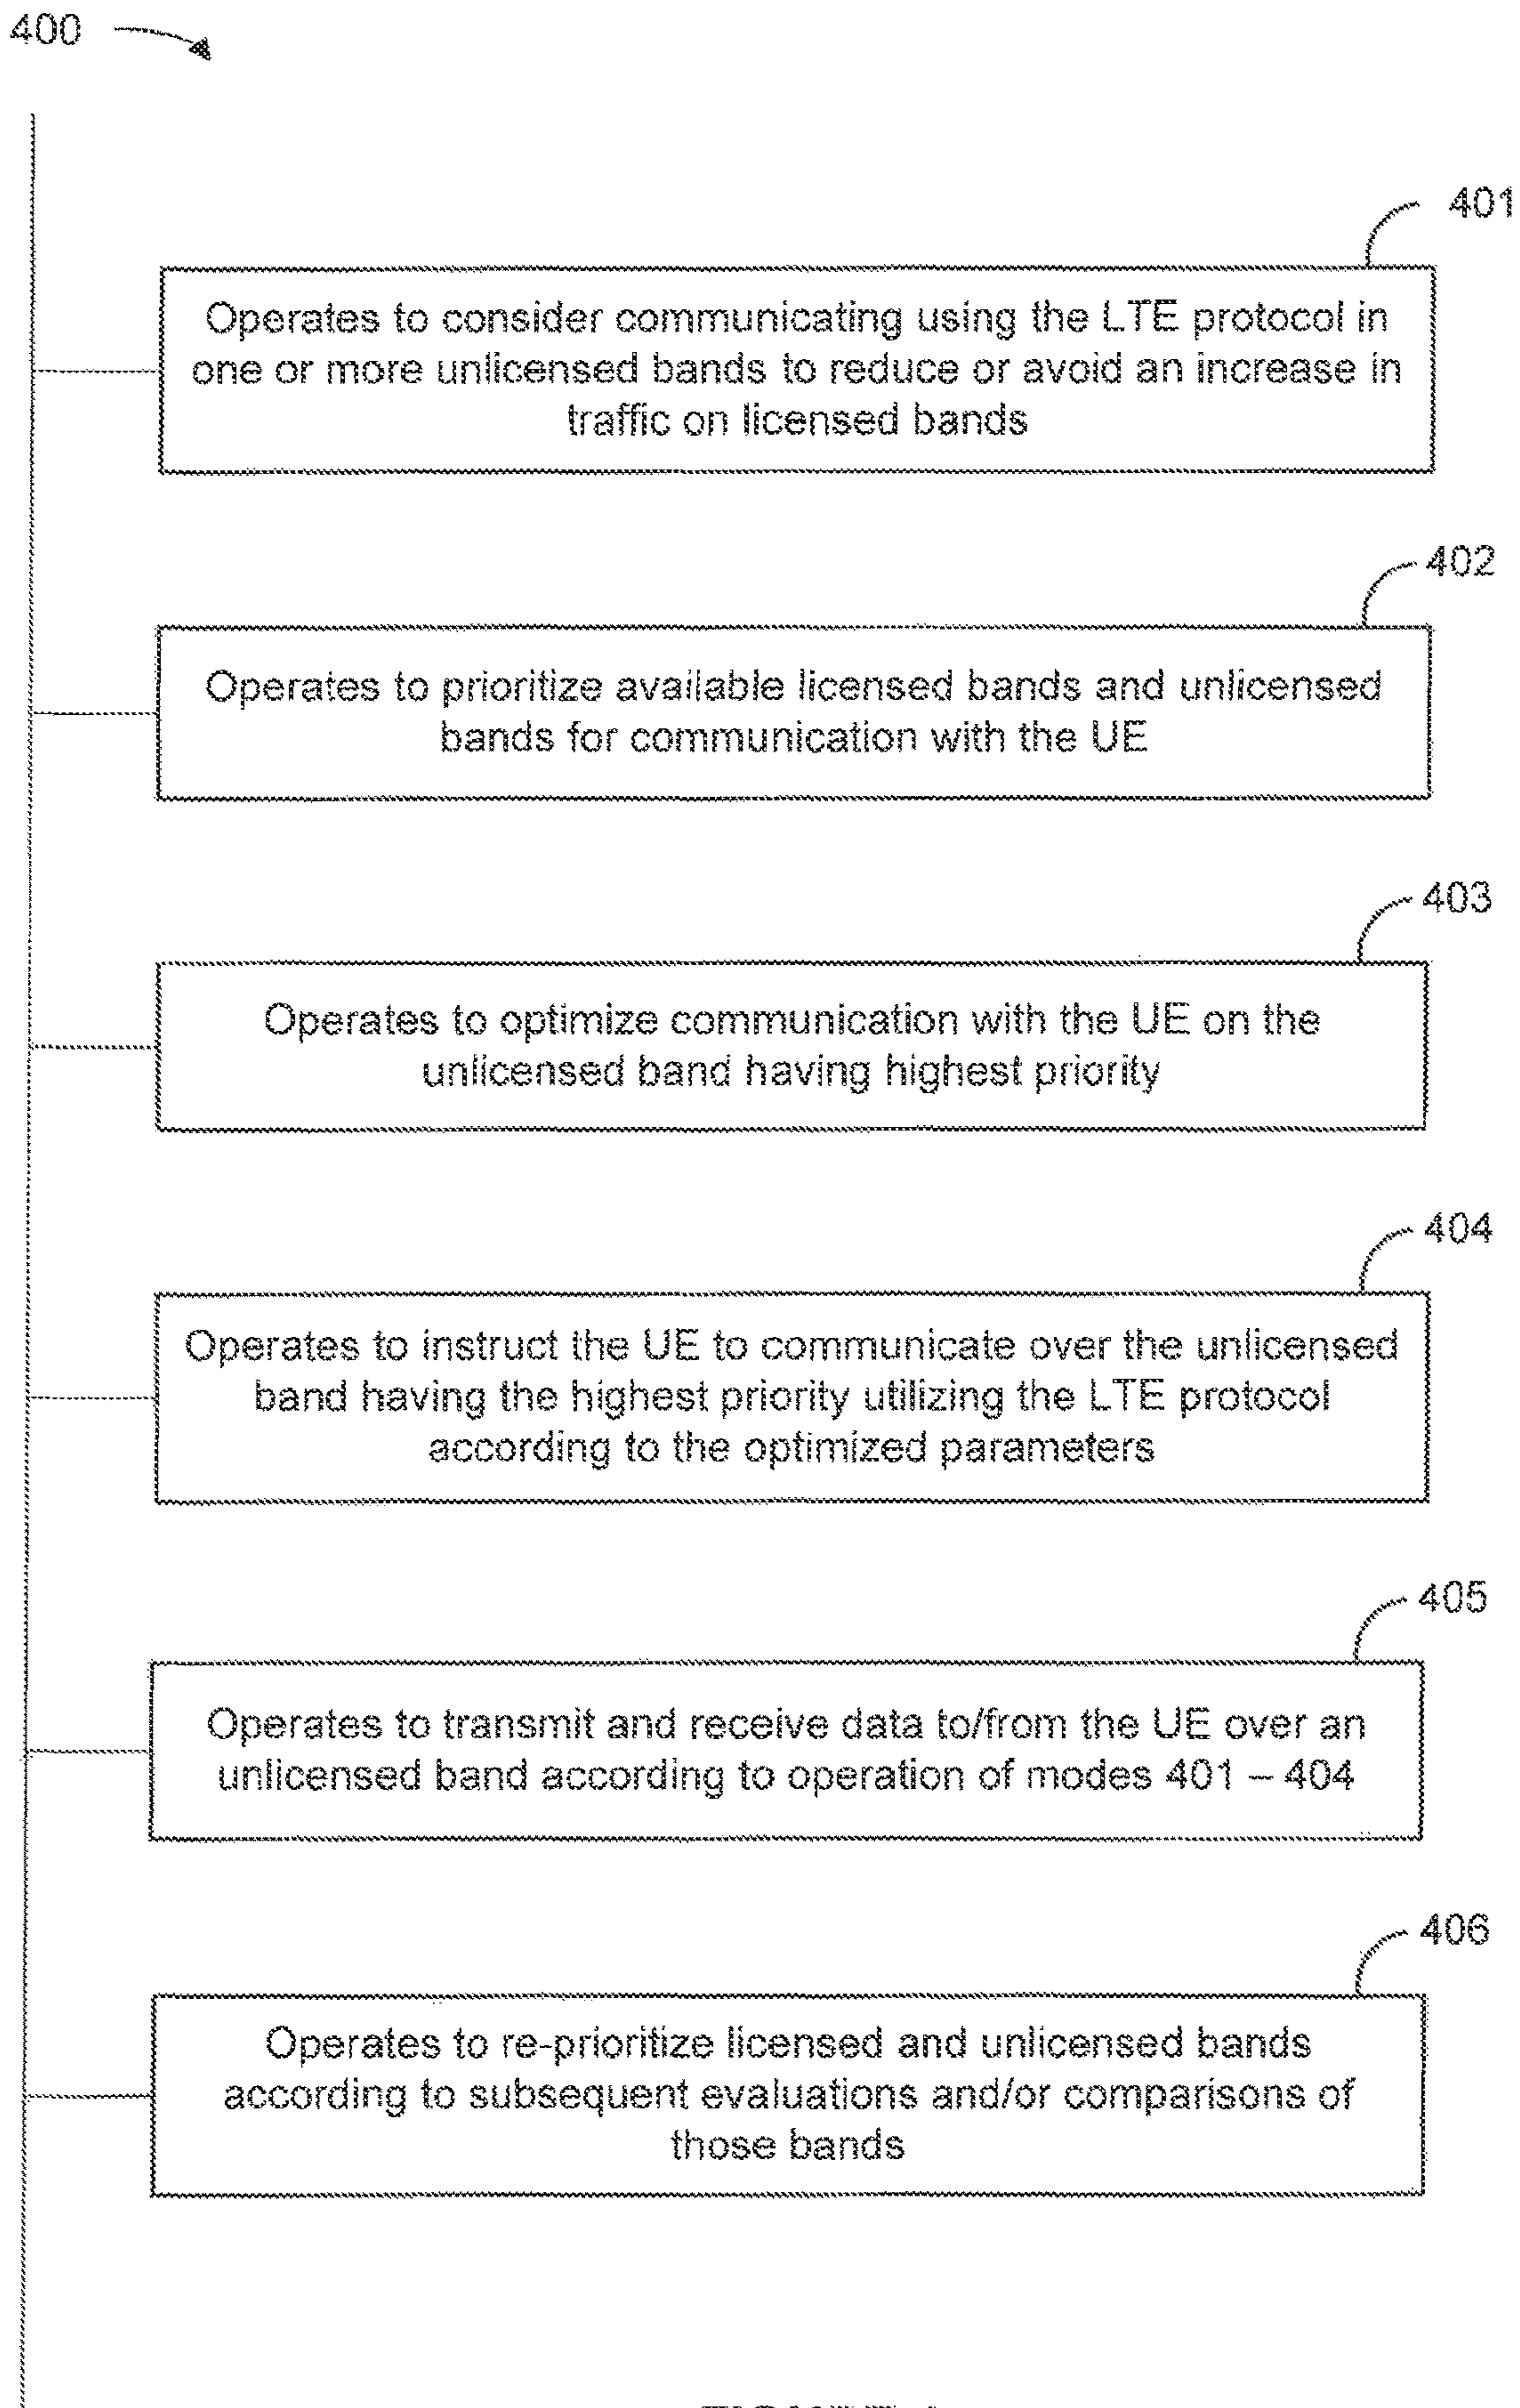 400
401
Operates to consider communicating using the LTE protocol in
one or more unlicensed bands to reduce or avoid an increase in
traffic on licensed bands
402
Operates to prioritize available licensed bands and unlicensed
bands for communication with the UE
403
Operates to optimize communication with the UE on the
unlicensed band having highest priority
404
Operates to instruct the UE to communicate over the unlicensed
band having the highest priority utilizing the LTE protocol
according to the optimized parameters
405
Operates to transmit and receive data to/from the UE over an
unlicensed band according to operation of modes 401 – 404
406
Operates to re-prioritize licensed and unlicensed bands
according to subsequent evaluations and/or comparisons of
those bands